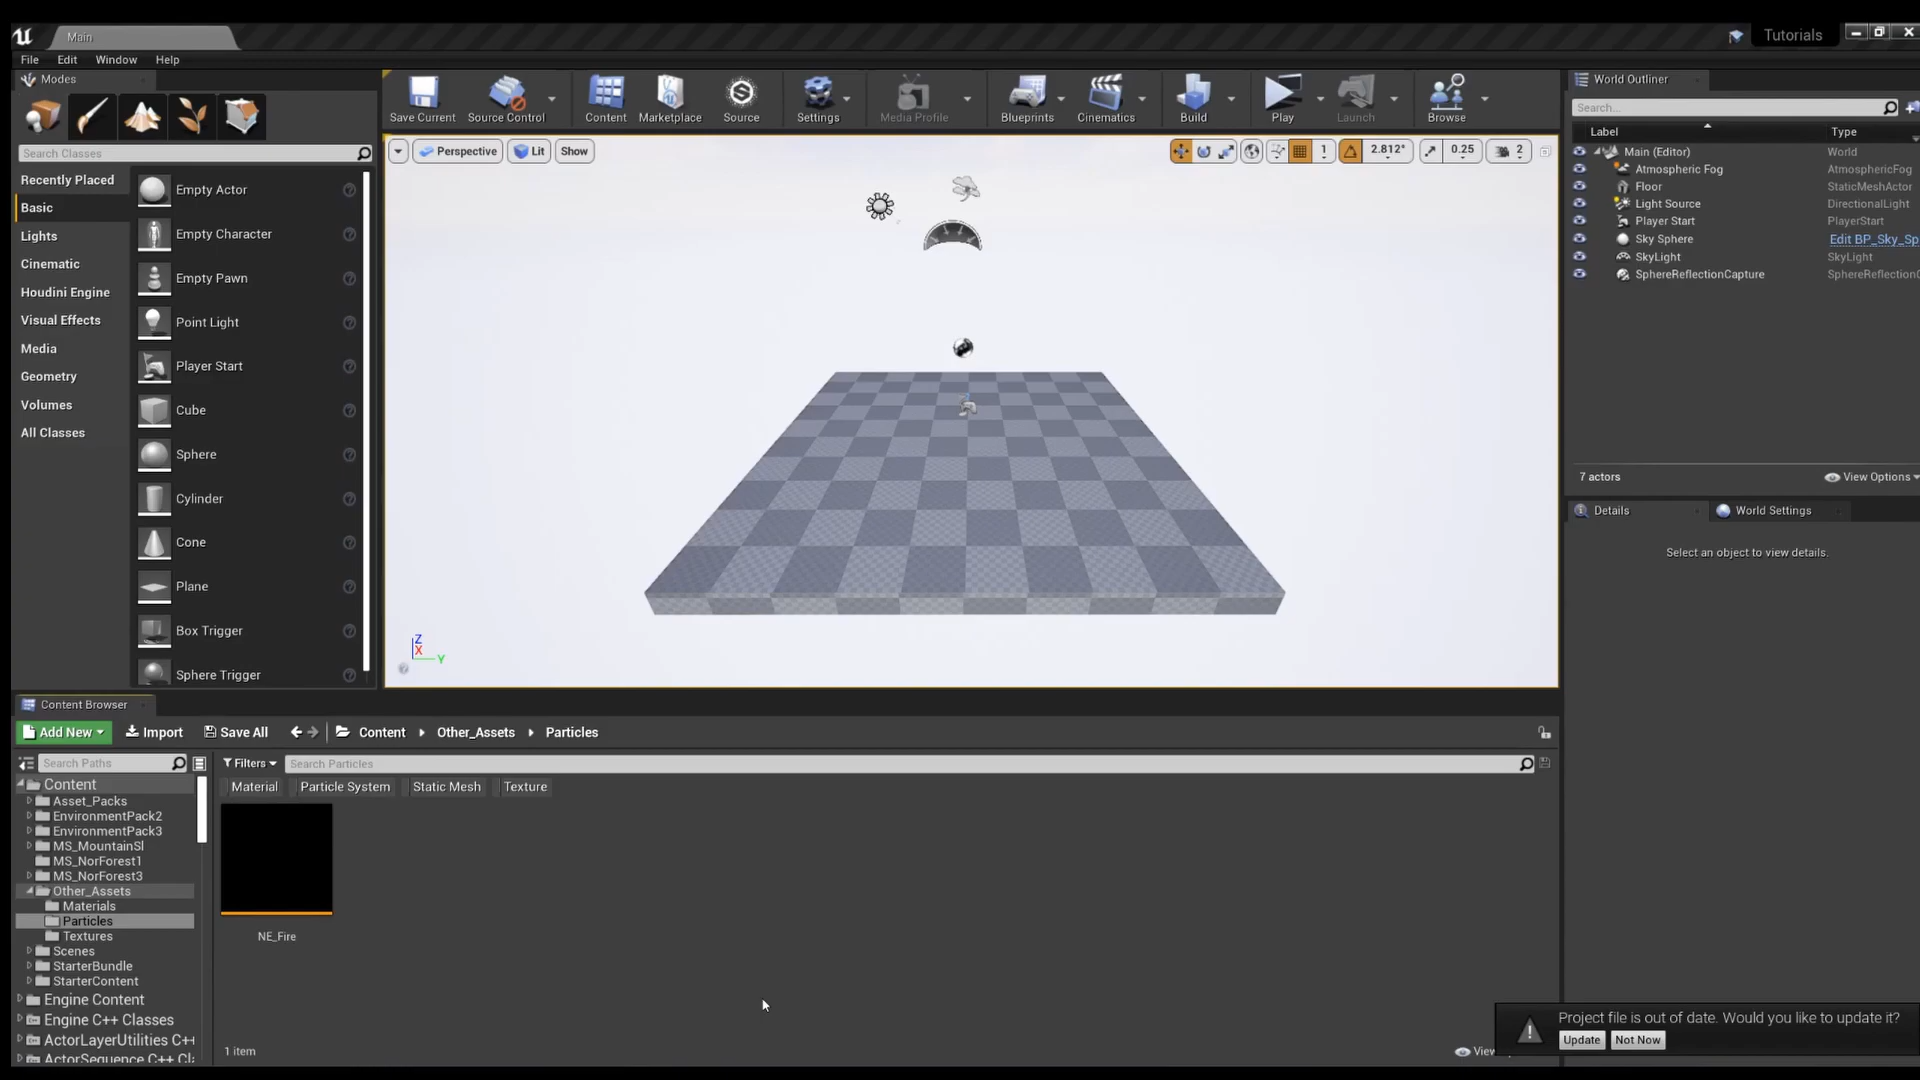 Main
Tutorials
File Edit Window Help
Modes
Search Classes
Recently Placed
Basic
Lights
Cinematic
Houdini Engine
Visual Effects
Media
Geometry
Volumes
All Classes
Empty Actor
Empty Character
Empty Pawn
Point Light
Player Start
Cube
Sphere
Cylinder
Cone
Plane
Box Trigger
Sphere Trigger
Save Current Source Control Content Marketplace Source Settings Media Profile Blueprints Cinematics Build Play Launch Browse
Perspective Lit Show 1 2.812° 0.25 2
Z
X
Y
World Outliner
Search...
Label Type
Main (Editor) World
Atmospheric Fog AtmosphericFog
Floor StaticMeshActor
Light Source DirectionalLight
Player Start PlayerStart
Sky Sphere Edit BP_Sky_Sp
SkyLight SkyLight
SphereReflectionCapture SphereReflectionC
7 actors View Options
Details World Settings
Select an object to view details.
Content Browser
Add New Import Save All Content Other_Assets Particles
Search Paths
Filters Search Particles
Material Particle System Static Mesh Texture
Content
Asset_Packs
EnvironmentPack2
EnvironmentPack3
MS_MountainSl
MS_NorForest1
MS_NorForest3
Other_Assets
Materials
Particles
Textures
Scenes
StarterBundle
StarterContent
Engine Content
Engine C++ Classes
ActorLayerUtilities C++
ActorSequence C++ Cl
NE_Fire
1 item
View
Project file is out of date. Would you like to update it?
Update Not Now